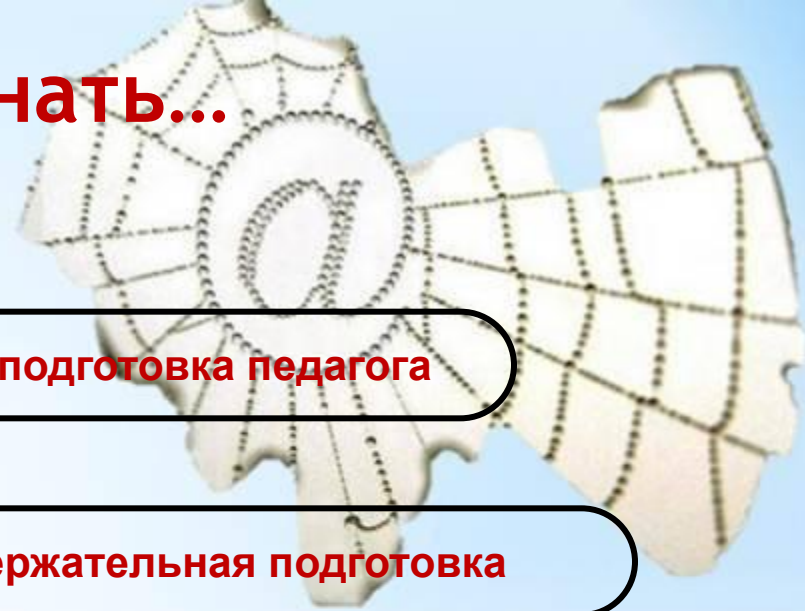 нать...
а
подготовка педагога
ержательная подготовка